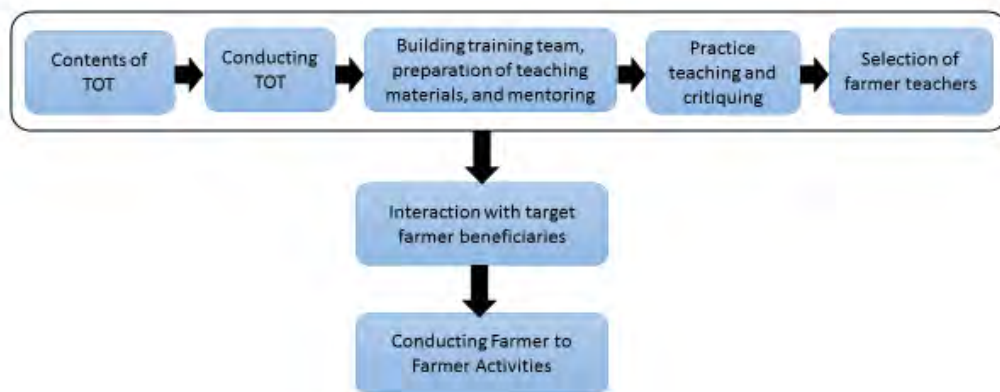 Contents of
TOT
Conducting
TOT
Building training team,
preparation of teaching
materials, and mentoring
Practice
teaching and
critiquing
Selection of
farmer teachers
Interaction with target
farmer beneficiaries
Conducting Farmer to
Farmer Activities